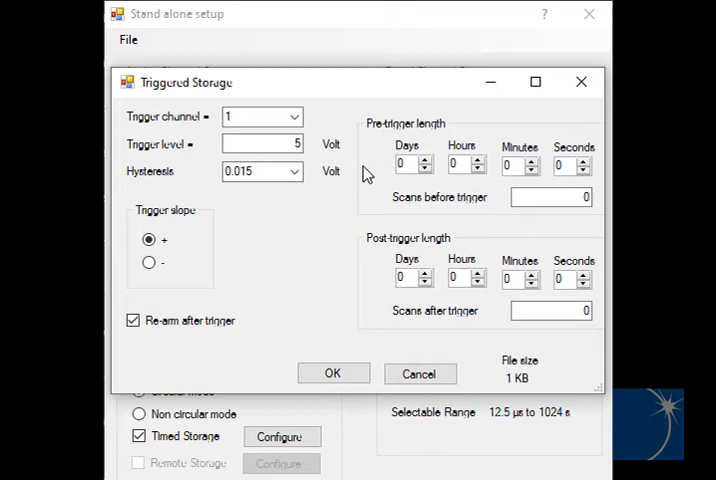 Stand alone setup
?
File
Triggered Storage
Trigger channel =
1
Trigger level =
5
Volt
Hysteresis
0.015
Volt
Trigger slope
+
-
Re-arm after trigger
Pre-trigger length
Days Hours Minutes Seconds
0 0 0 0
Scans before trigger
0
Post-trigger length
Days Hours Minutes Seconds
0 0 0 0
Scans after trigger
0
OK
Cancel
File size
1 KB
Non circular mode
Timed Storage
Configure
Remote Storage
Configure
Selectable Range 12.5 µs to 1024 s